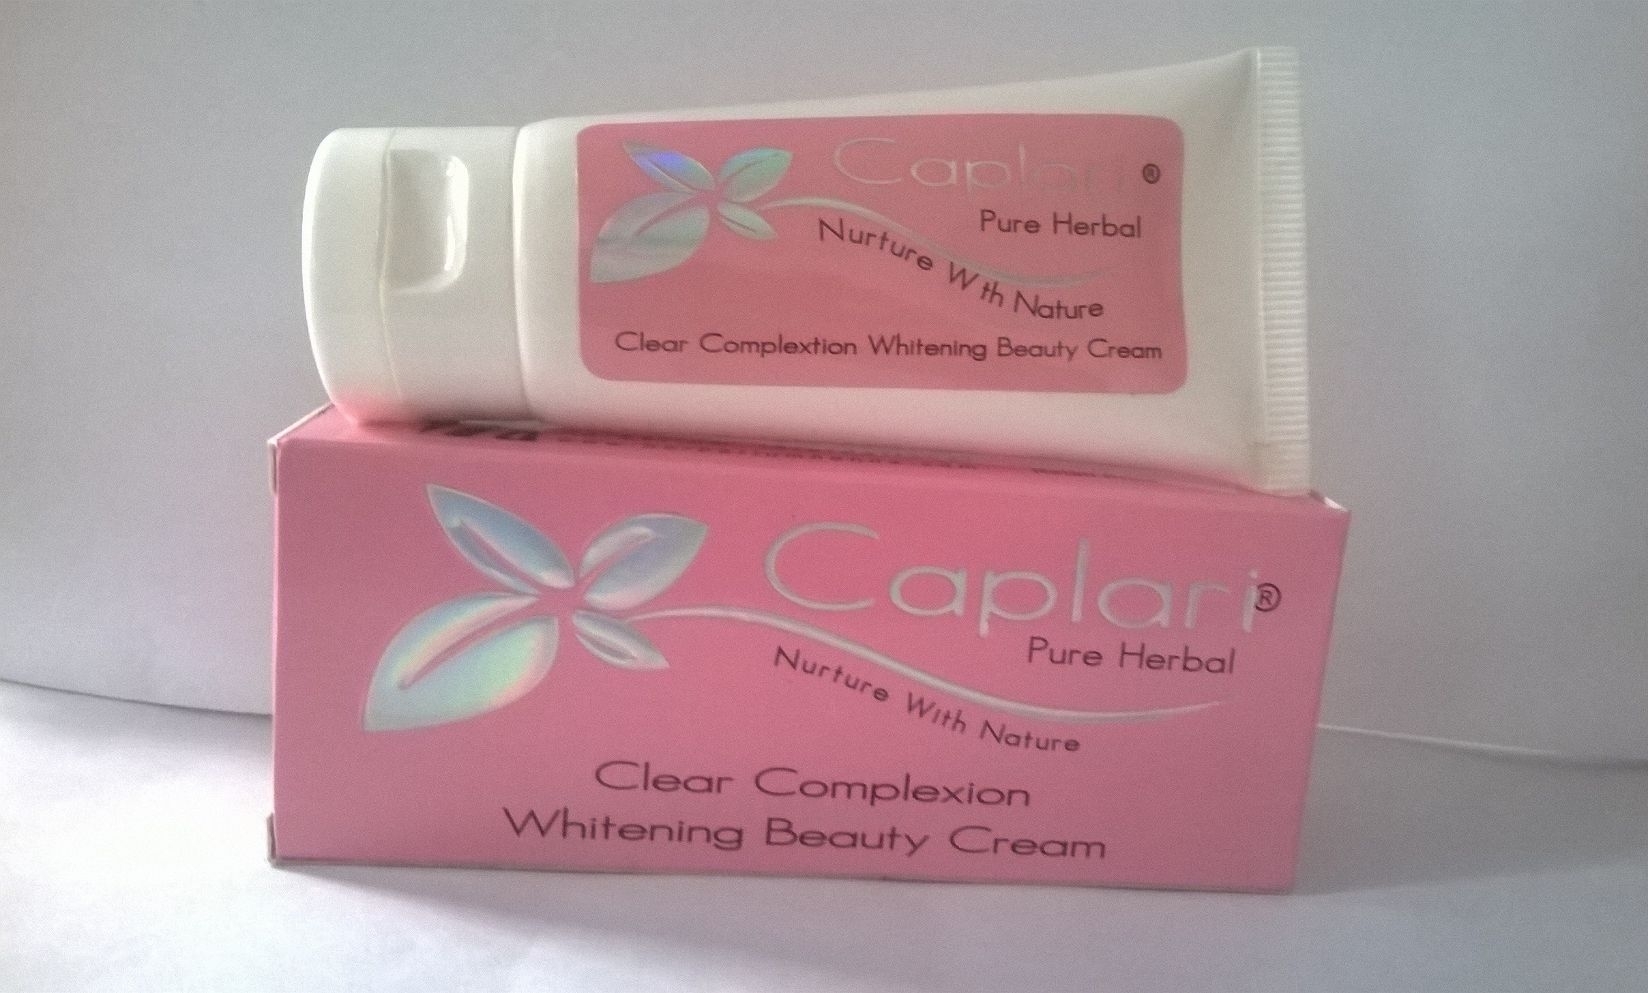 Caplari®
Pure Herbal
Nurture Wth Nature
Clear Complextion Whitening Beauty Cream
Caplari®
Pure Herbal
Nurture With Nature
Clear Complexion
Whitening Beauty Cream